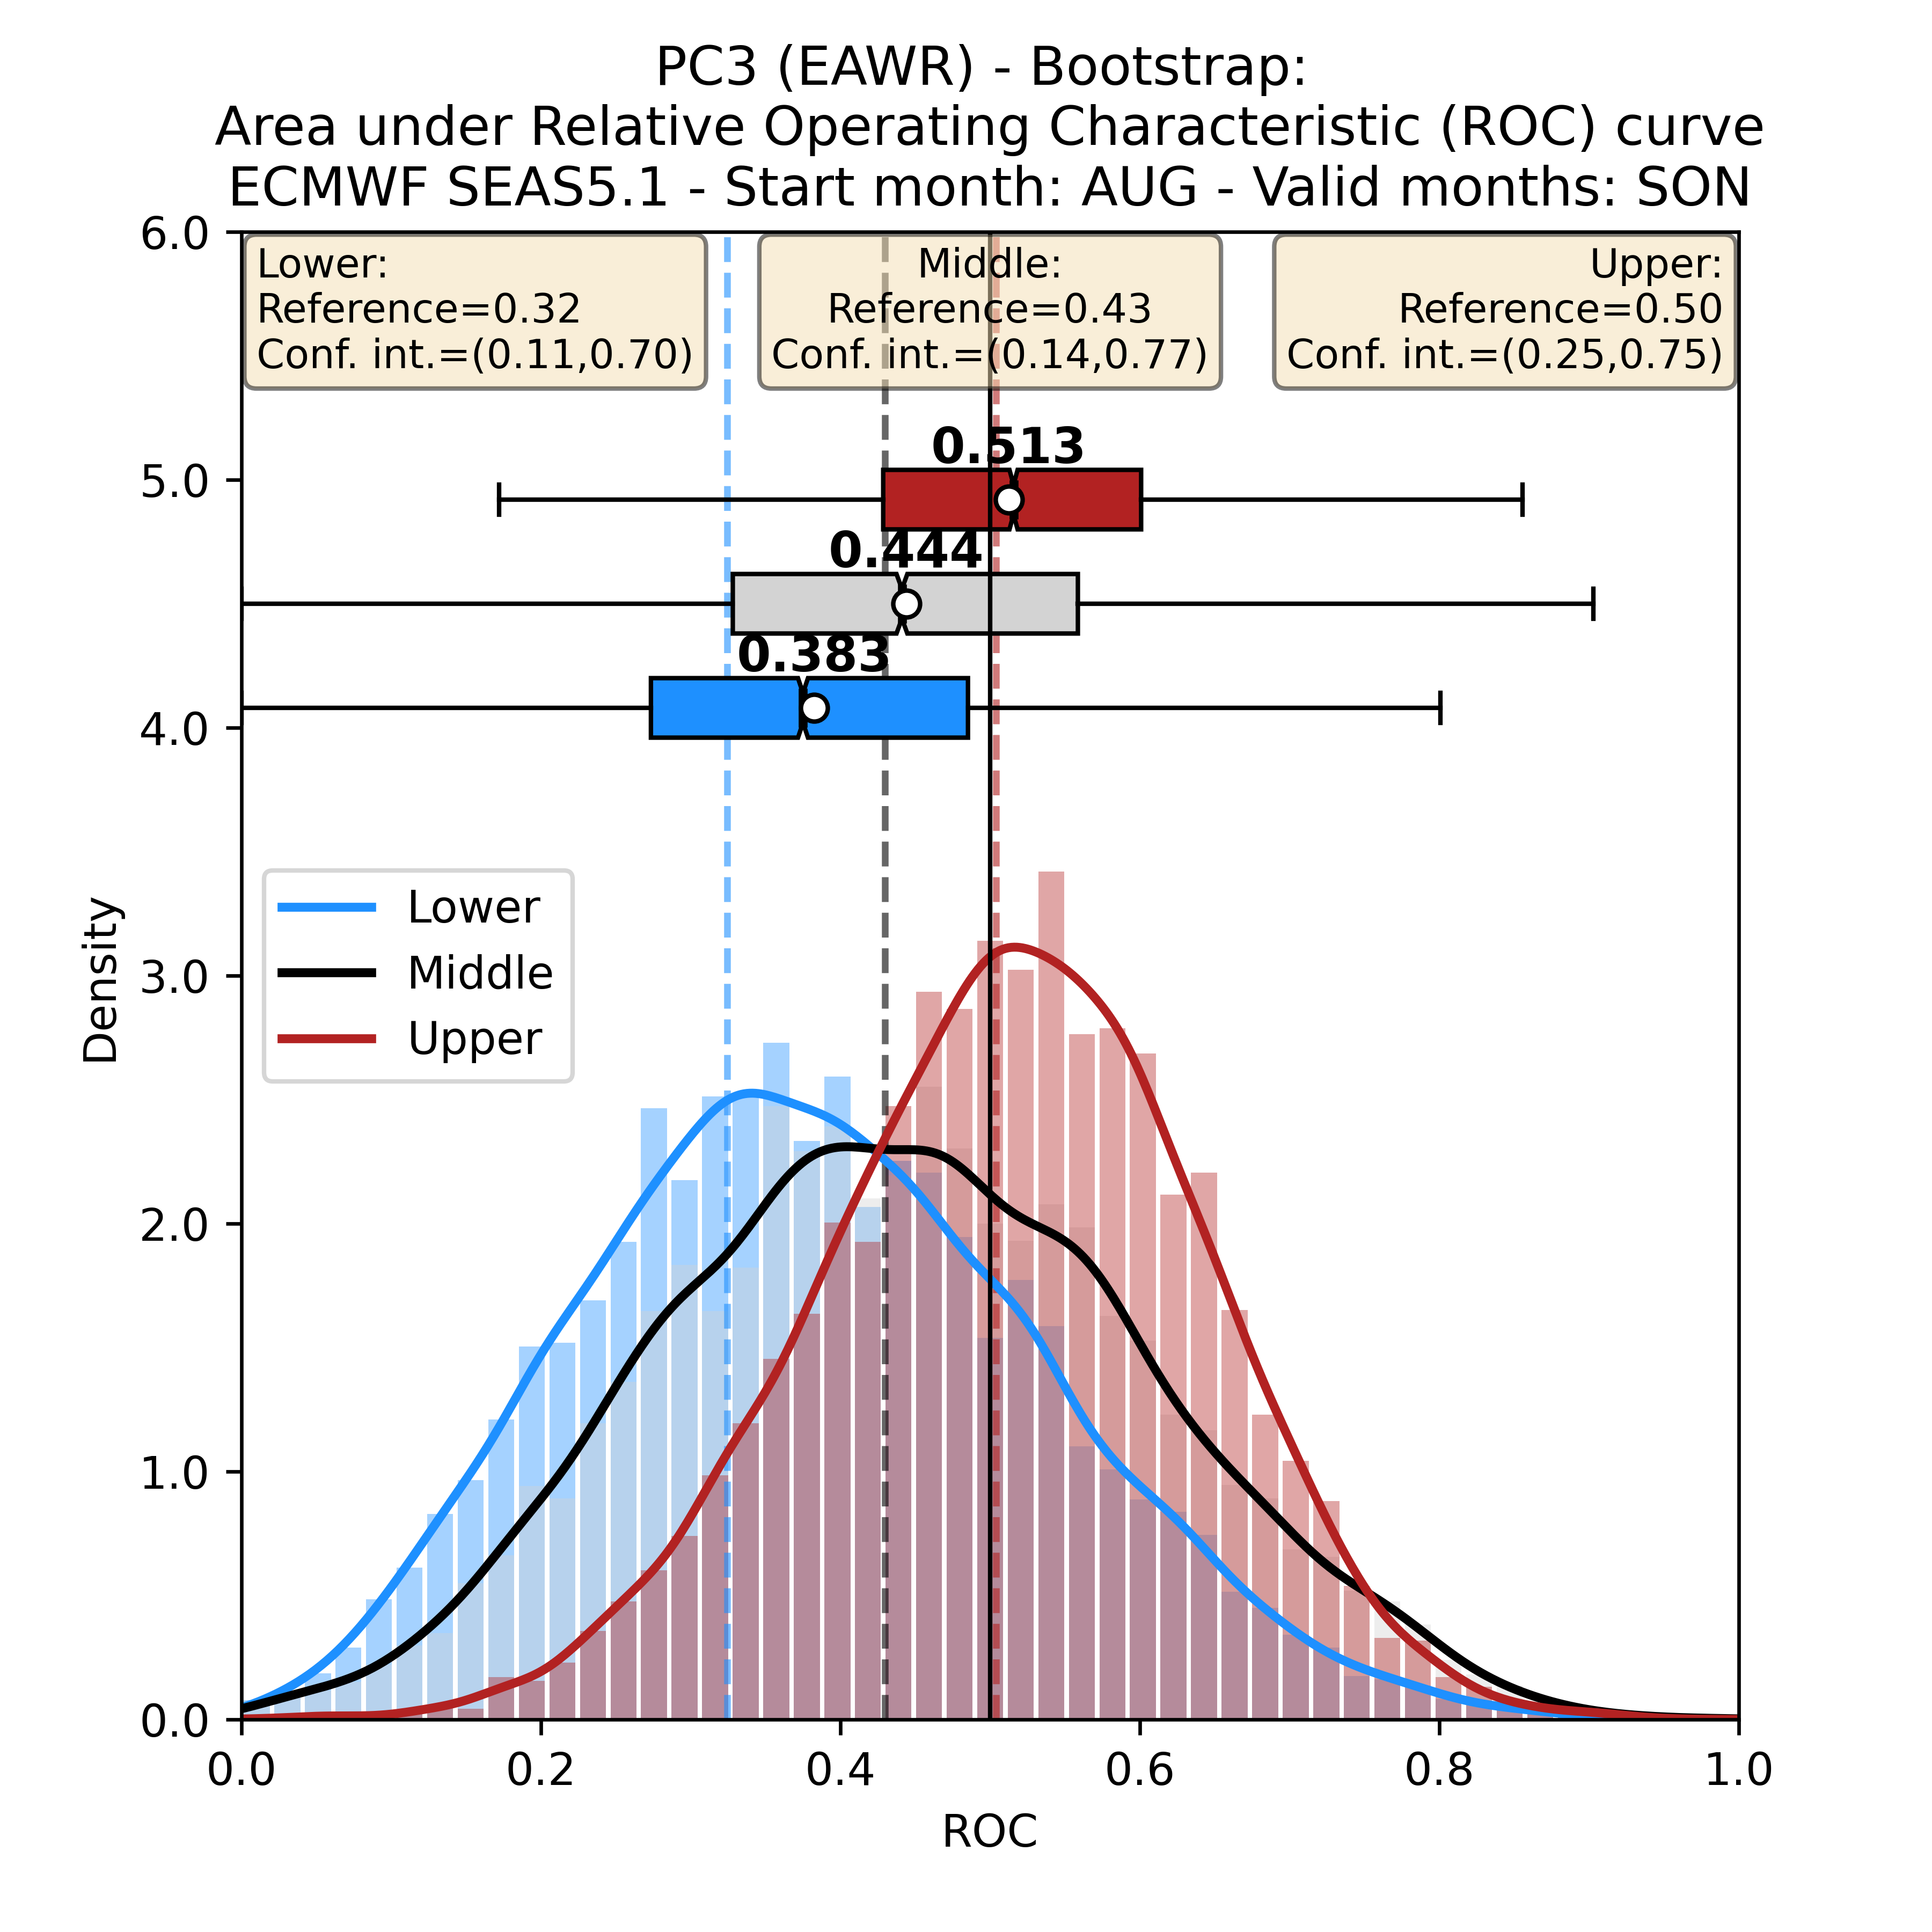 PC3 (EAWR) - Bootstrap:
Area under Relative Operating Characteristic (ROC) curve
ECMWF SEAS5.1 - Start month: AUG - Valid months: SON
Lower:
Reference=0.32
Conf. int.=(0.11,0.70)
Middle:
Reference=0.43
Conf. int.=(0.14,0.77)
Upper:
Reference=0.50
Conf. int.=(0.25,0.75)
0.513
0.444
0.383
Lower
Middle
Upper
Density
6.0
5.0
4.0
3.0
2.0
1.0
0.0
0.0 0.2 0.4 0.6 0.8 1.0
ROC